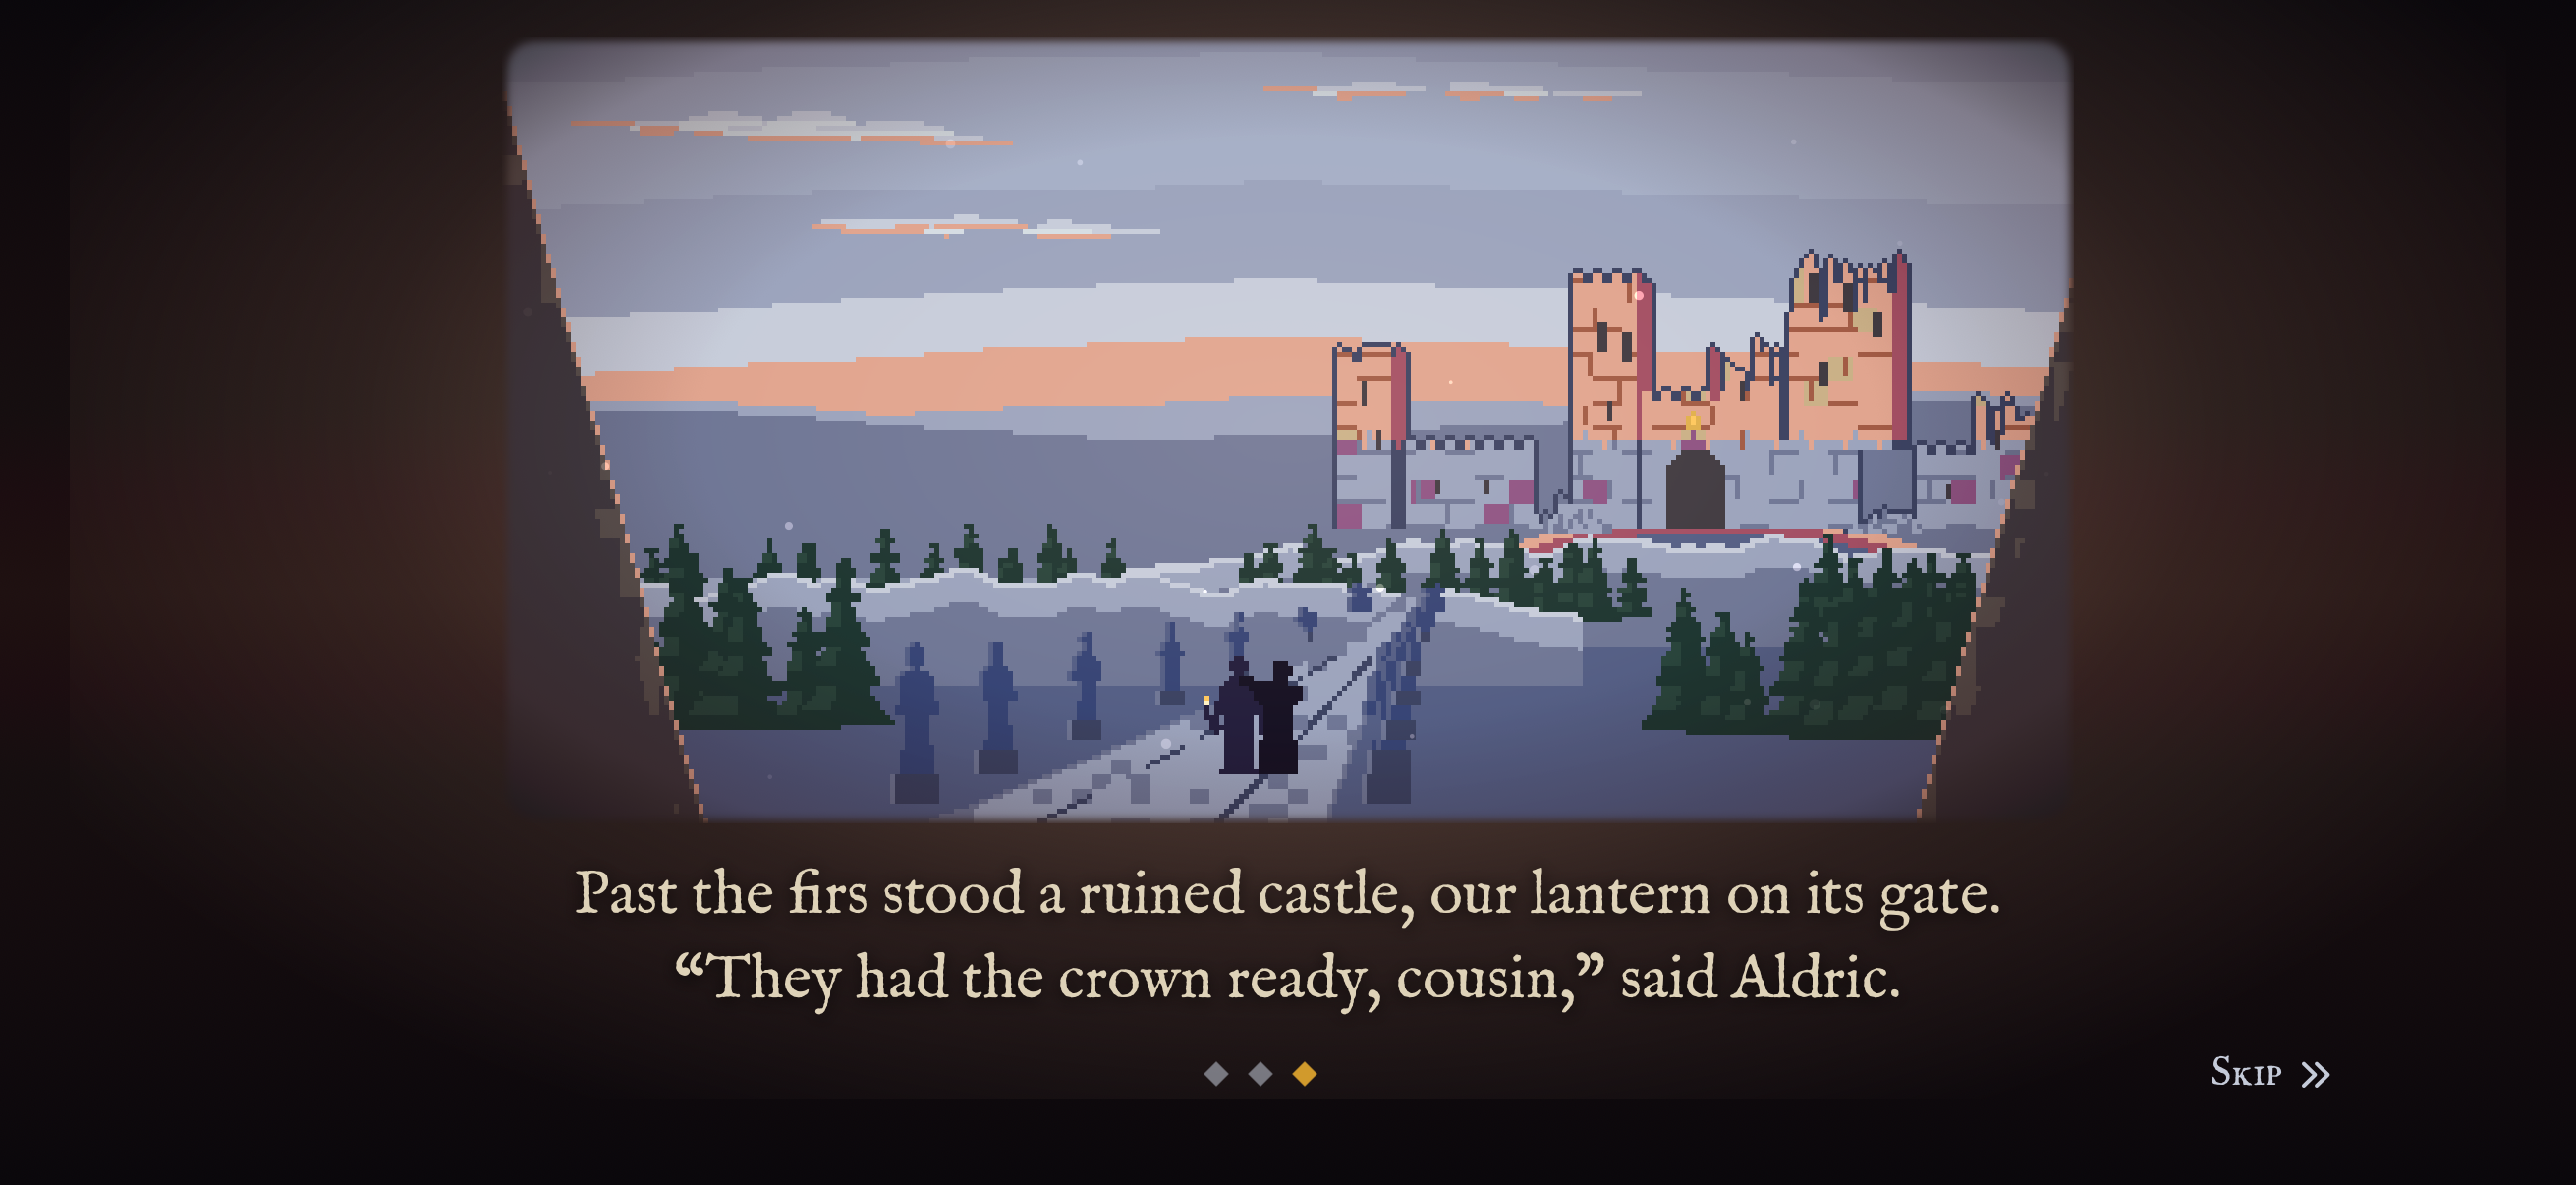 Past the firs stood a ruined castle, our lantern on its gate.
“They had the crown ready, cousin,” said Aldric.
Skip